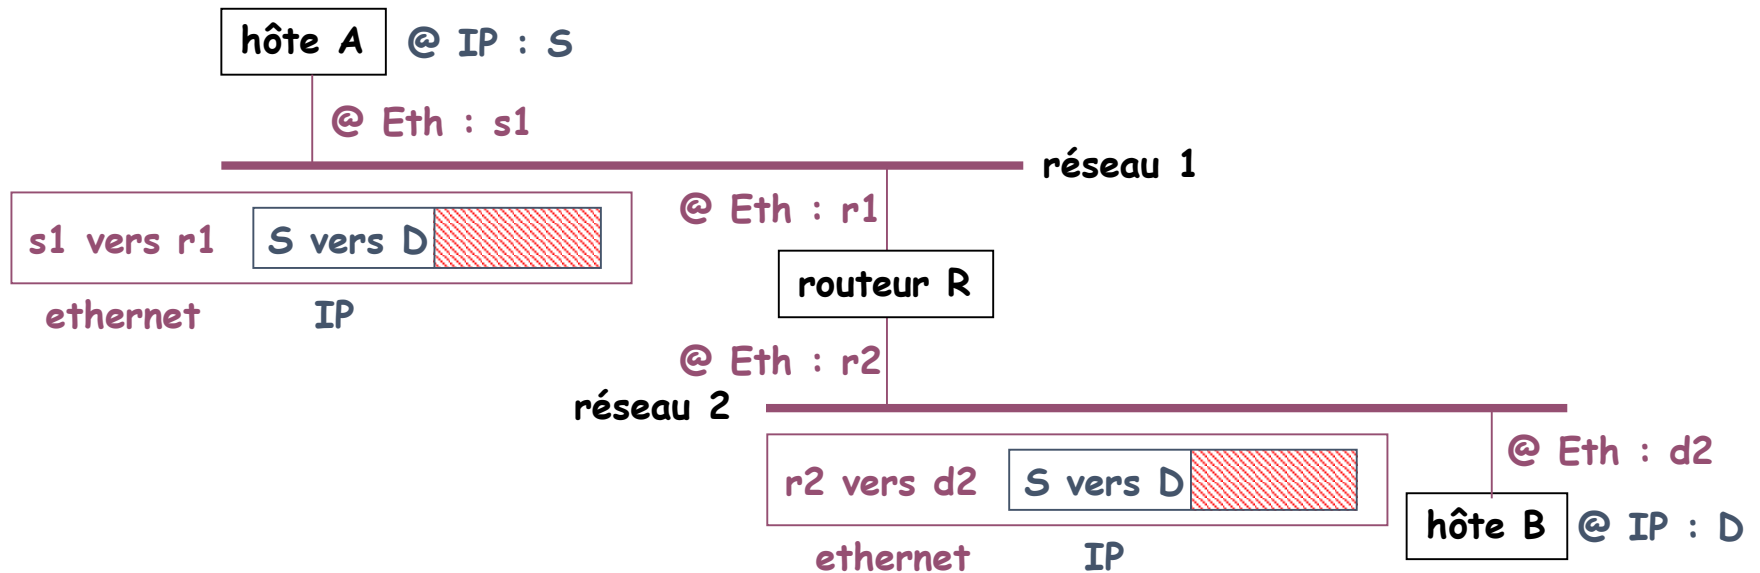 hôte A
@ IP : S
@ Eth : s1
réseau 1
@ Eth : r1
s1 vers r1
S vers D
ethernet
IP
routeur R
@ Eth : r2
réseau 2
r2 vers d2
S vers D
ethernet
IP
@ Eth : d2
hôte B
@ IP : D